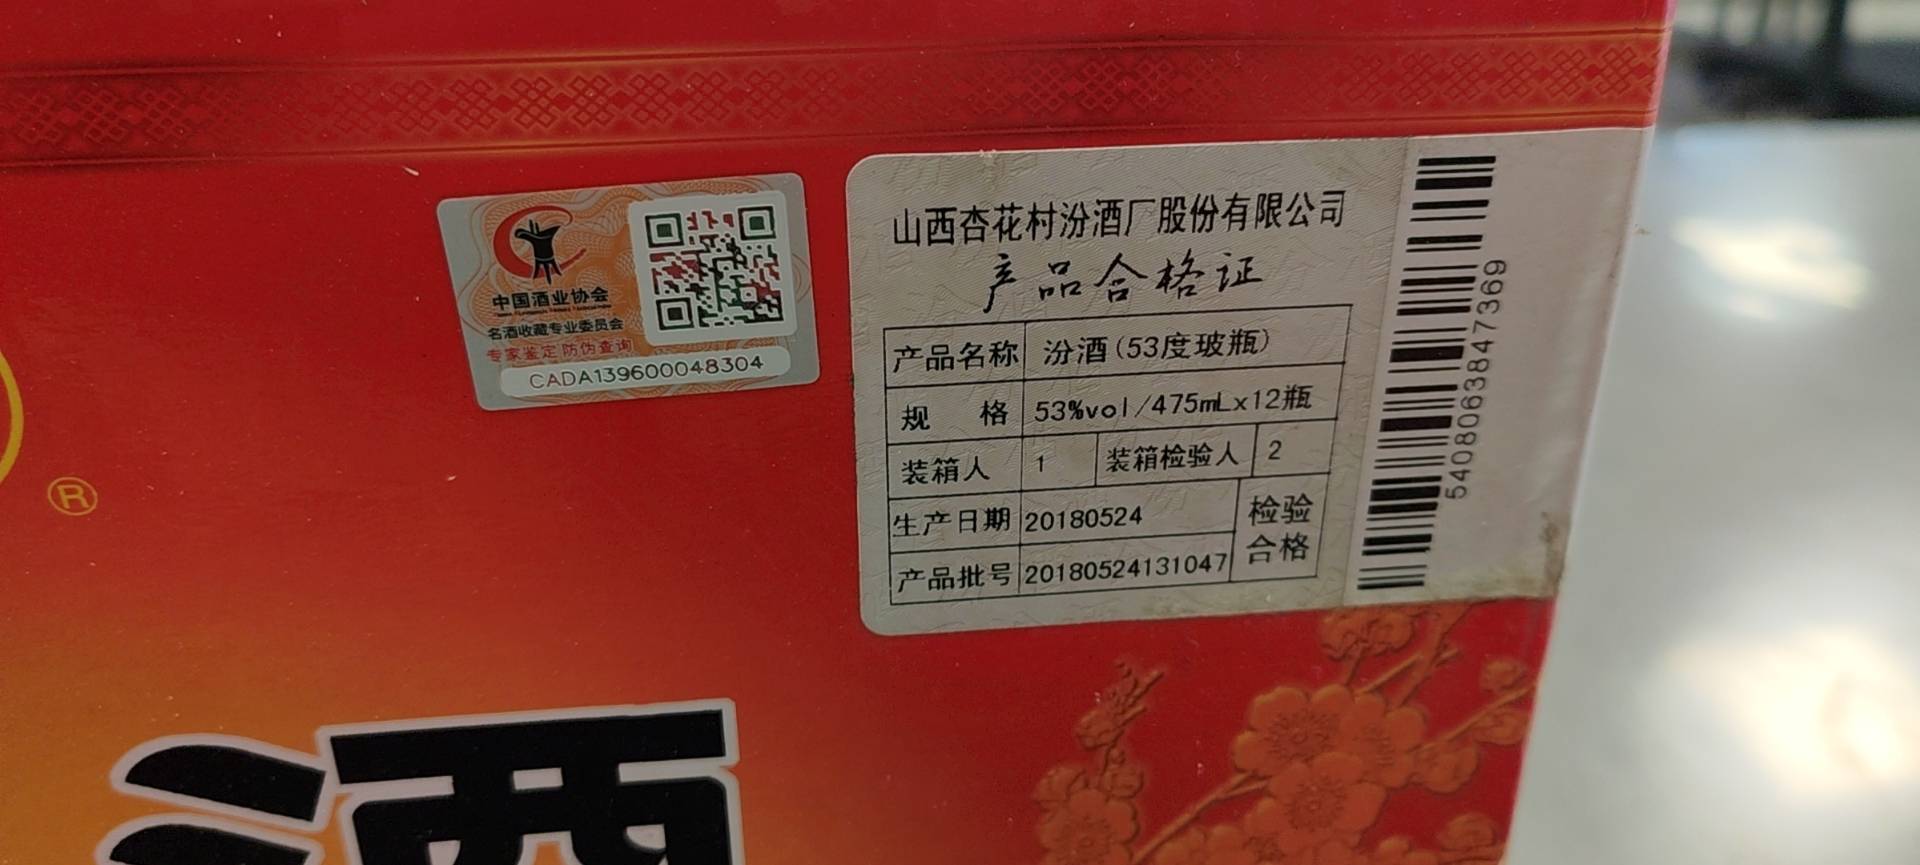 中国酒业协会
名酒收藏专业委员会
专家鉴定 防伪查询
CADA139600048304
山西杏花村汾酒厂股份有限公司
产品合格证
产品名称 汾酒(53度玻瓶)
规 格 53%vol/475mLx12瓶
装箱人 1 装箱检验人 2
生产日期 20180524 检验
产品批号 20180524131047 合格
5408063847369
®
酒